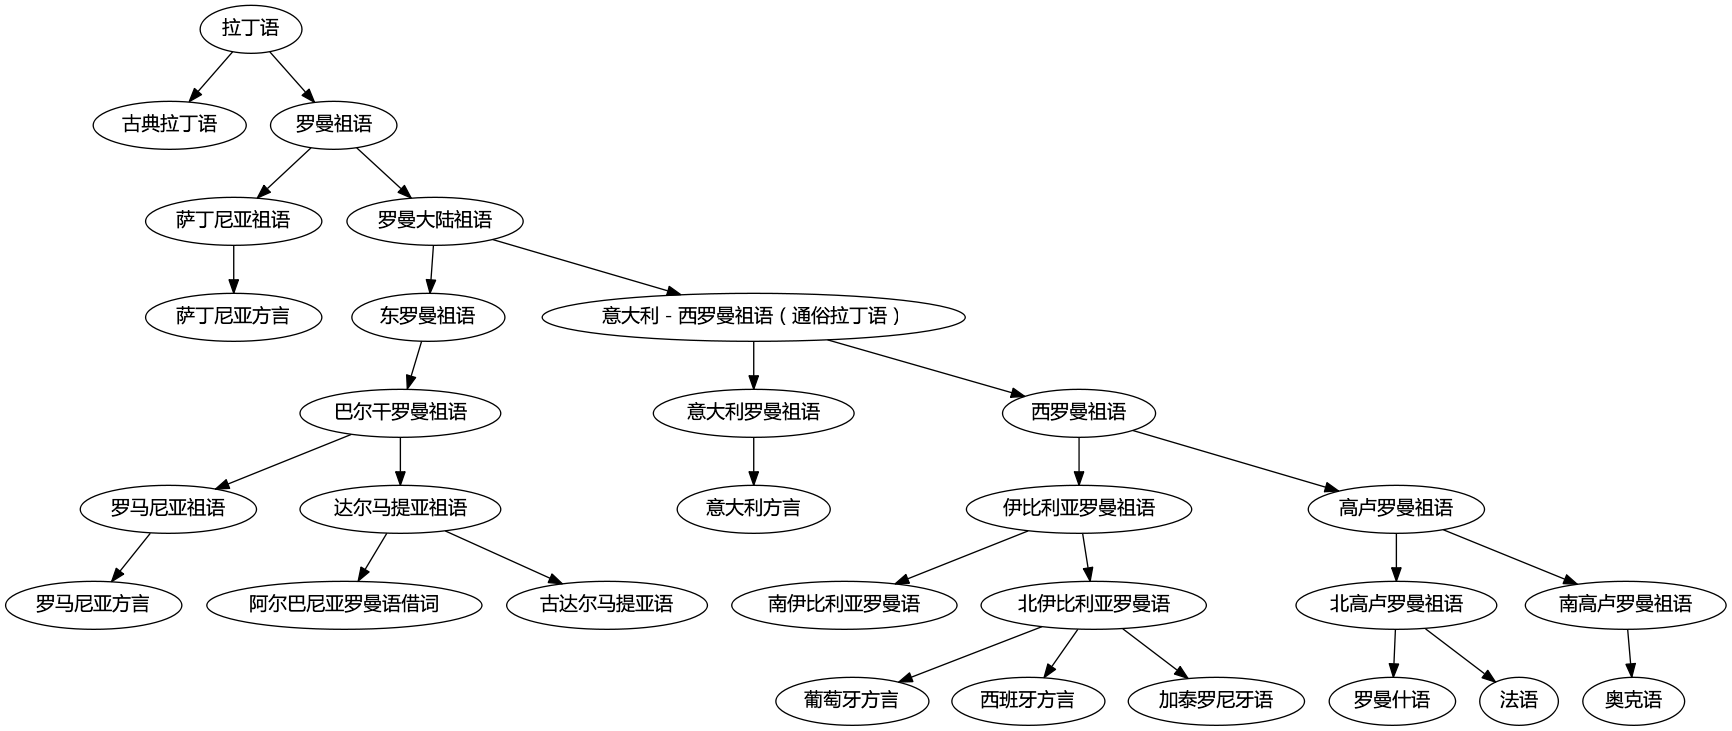 拉丁语
古典拉丁语
罗曼祖语
萨丁尼亚祖语
罗曼大陆祖语
萨丁尼亚方言
东罗曼祖语
意大利－西罗曼祖语（通俗拉丁语）
巴尔干罗曼祖语
意大利罗曼祖语
西罗曼祖语
罗马尼亚祖语
达尔马提亚祖语
意大利方言
伊比利亚罗曼祖语
高卢罗曼祖语
罗马尼亚方言
阿尔巴尼亚罗曼语借词
古达尔马提亚语
南伊比利亚罗曼语
北伊比利亚罗曼语
北高卢罗曼祖语
南高卢罗曼祖语
葡萄牙方言
西班牙方言
加泰罗尼牙语
罗曼什语
法语
奥克语